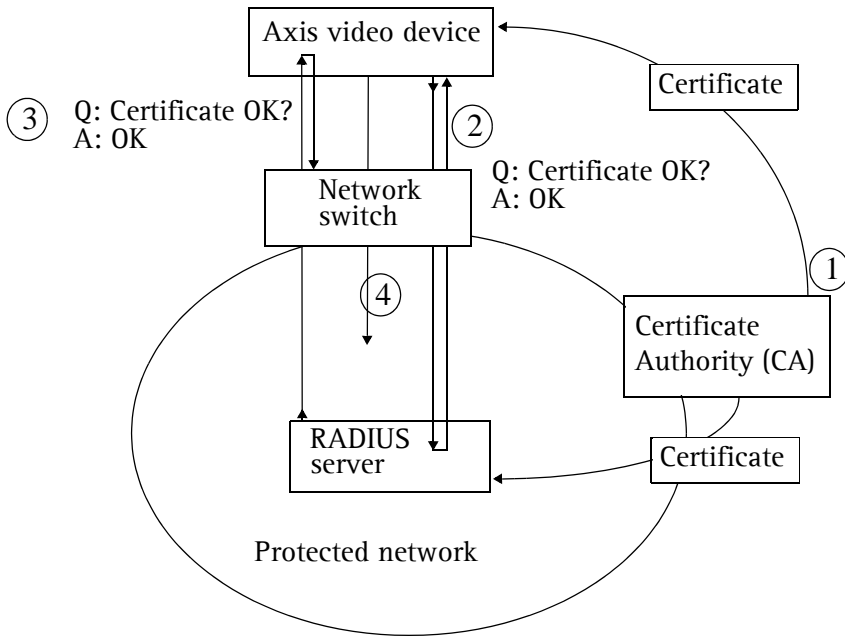 Axis video device
Certificate
3
Q: Certificate OK?
A: OK
2
Q: Certificate OK?
A: OK
Network
switch
1
4
Certificate
Authority (CA)
RADIUS
server
Certificate
Protected network